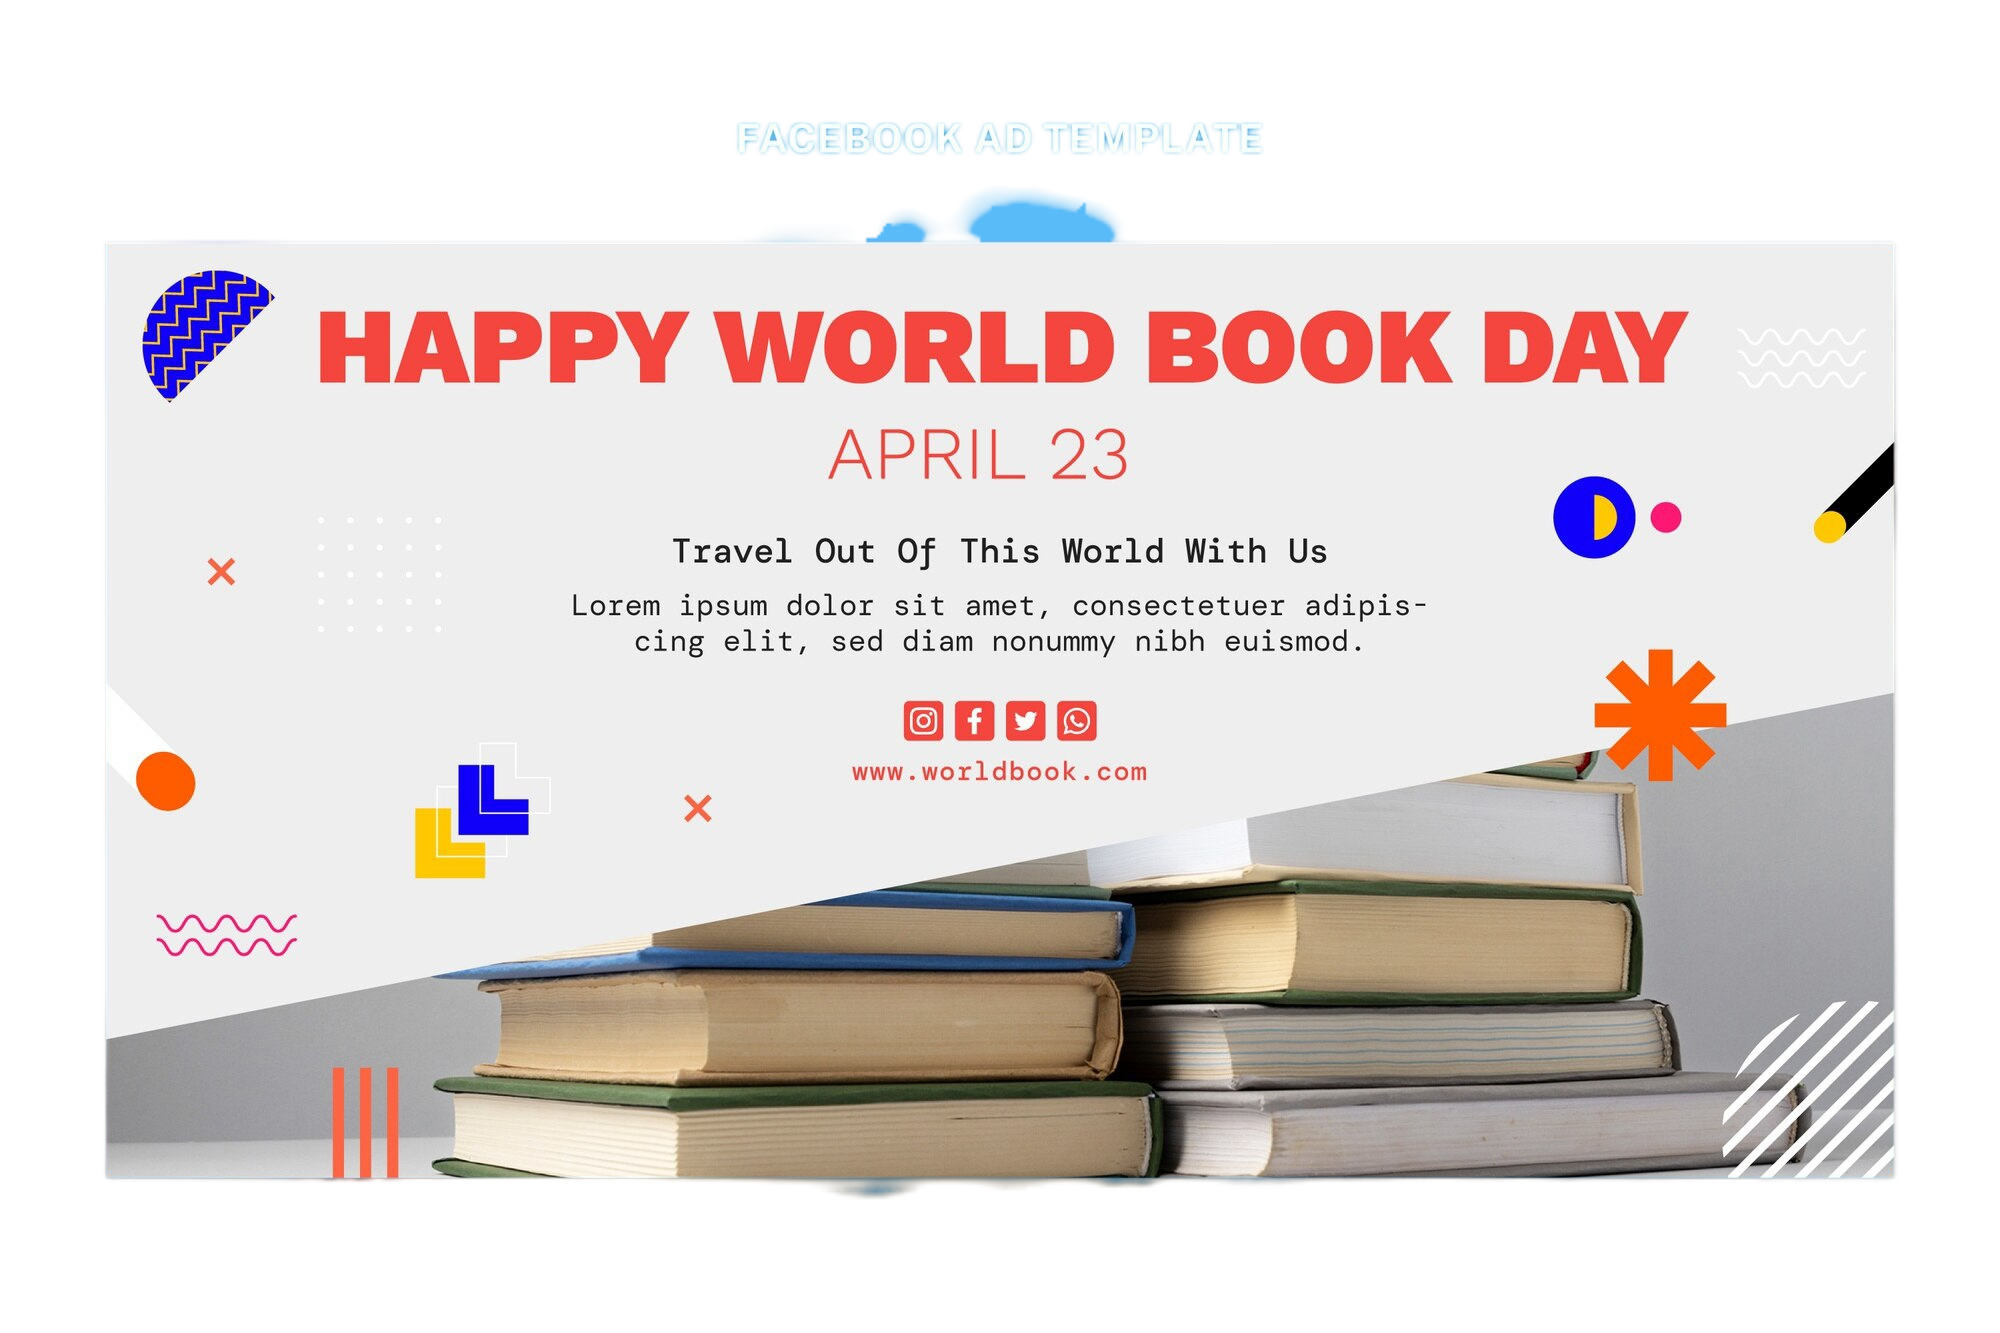 FACEBOOK AD TEMPLATE
HAPPY WORLD BOOK DAY
APRIL 23
Travel Out Of This World With Us
Lorem ipsum dolor sit amet, consectetuer adipis-
cing elit, sed diam nonummy nibh euismod.
www.worldbook.com